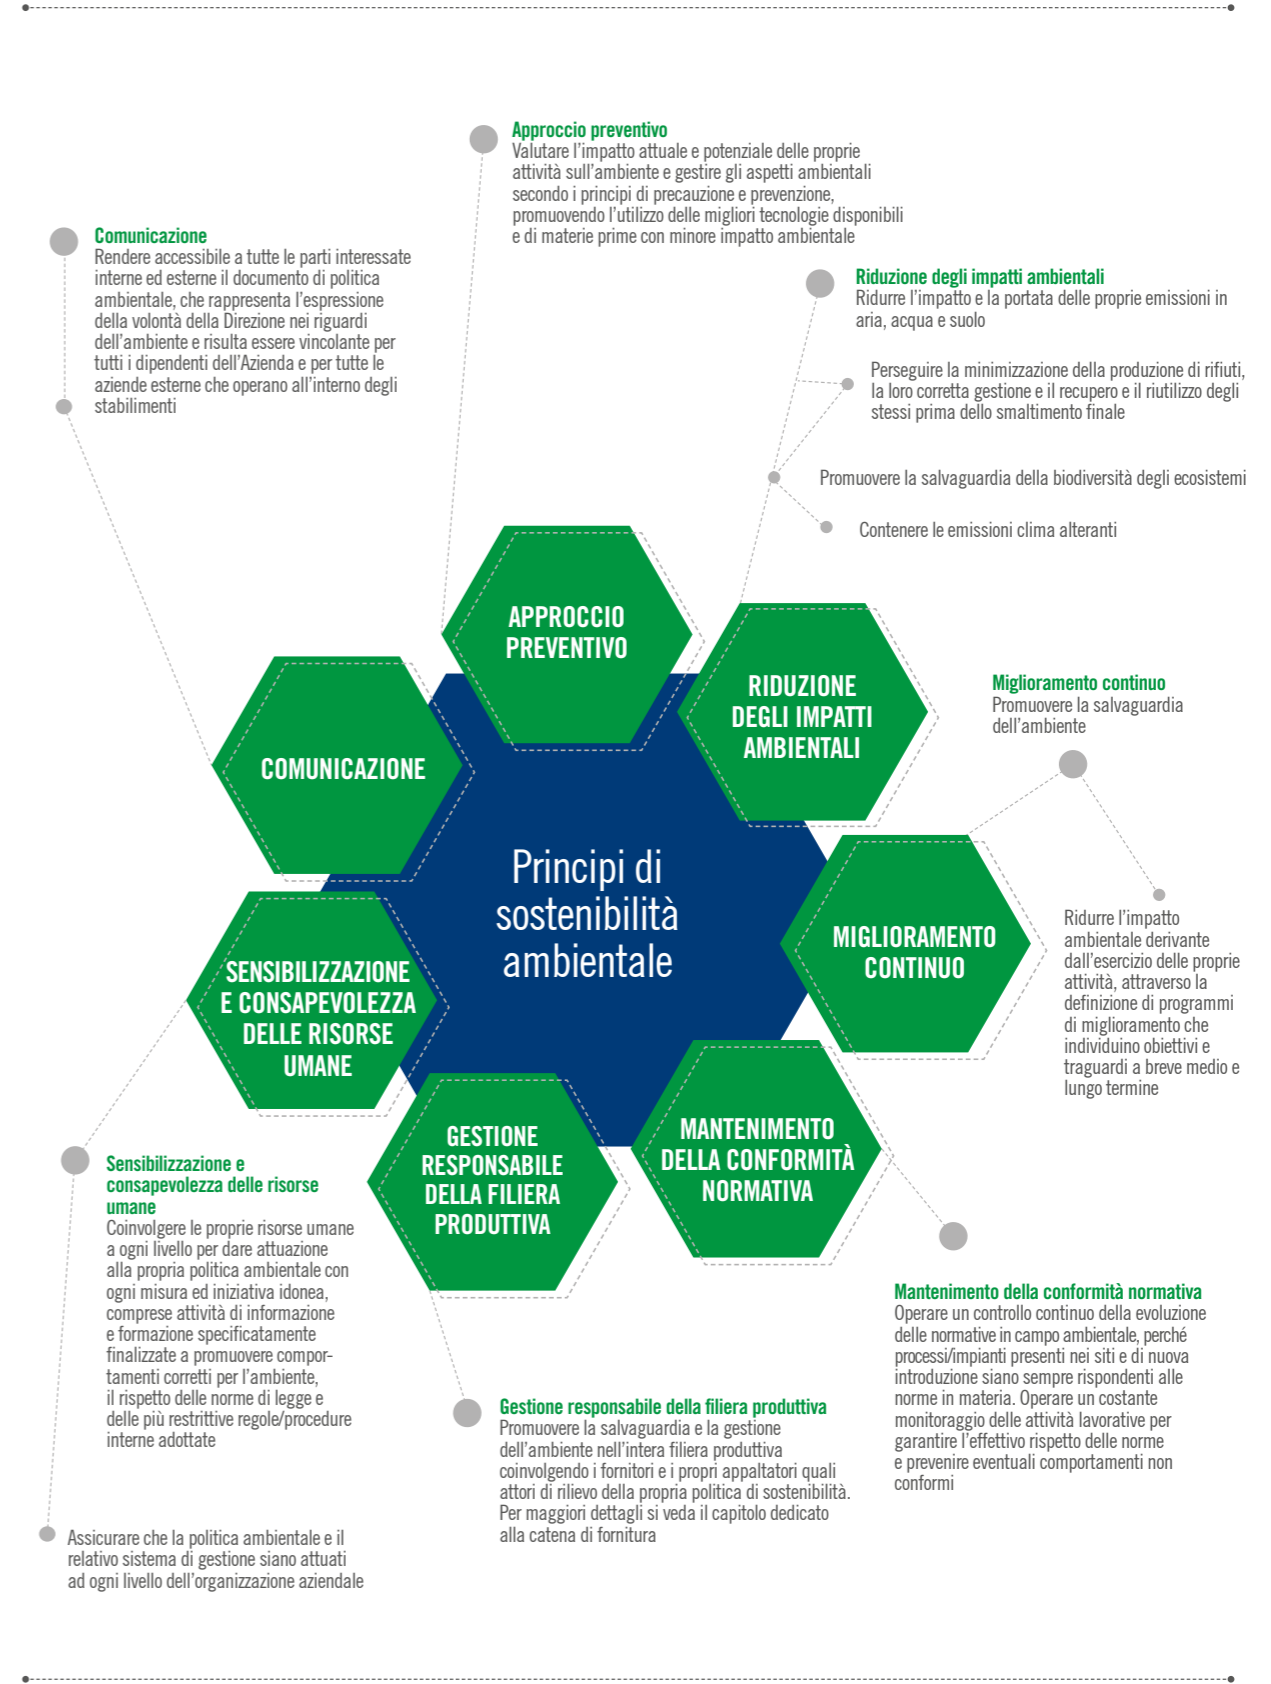 Approccio preventivo
Valutare l'impatto attuale e potenziale delle proprie
attività sull'ambiente e gestire gli aspetti ambientali
secondo i principi di precauzione e prevenzione,
promuovendo l'utilizzo delle migliori tecnologie disponibili
e di materie prime con minore impatto ambientale
Comunicazione
Rendere accessibile a tutte le parti interessate
interne ed esterne il documento di politica
ambientale, che rappresenta l'espressione
della volontà della Direzione nei riguardi
dell'ambiente e risulta essere vincolante per
tutti i dipendenti dell'Azienda e per tutte le
aziende esterne che operano all'interno degli
stabilimenti
Riduzione degli impatti ambientali
Ridurre l'impatto e la portata delle proprie emissioni in
aria, acqua e suolo
Perseguire la minimizzazione della produzione di rifiuti,
la loro corretta gestione e il recupero e il riutilizzo degli
stessi prima dello smaltimento finale
Promuovere la salvaguardia della biodiversità degli ecosistemi
Contenere le emissioni clima alteranti
APPROCCIO
PREVENTIVO
RIDUZIONE
DEGLI IMPATTI
AMBIENTALI
COMUNICAZIONE
Miglioramento continuo
Promuovere la salvaguardia
dell'ambiente
Principi di
sostenibilità
ambientale
MIGLIORAMENTO
CONTINUO
Ridurre l'impatto
ambientale derivante
dall'esercizio delle proprie
attività, attraverso la
definizione di programmi
di miglioramento che
individuino obiettivi e
traguardi a breve medio e
lungo termine
SENSIBILIZZAZIONE
E CONSAPEVOLEZZA
DELLE RISORSE
UMANE
GESTIONE
RESPONSABILE
DELLA FILIERA
PRODUTTIVA
MANTENIMENTO
DELLA CONFORMITÀ
NORMATIVA
Sensibilizzazione e
consapevolezza delle risorse
umane
Coinvolgere le proprie risorse umane
a ogni livello per dare attuazione
alla propria politica ambientale con
ogni misura ed iniziativa idonea,
comprese attività di informazione
e formazione specificatamente
finalizzate a promuovere compor-
tamenti corretti per l'ambiente,
il rispetto delle norme di legge e
delle più restrittive regole/procedure
interne adottate
Assicurare che la politica ambientale e il
relativo sistema di gestione siano attuati
ad ogni livello dell'organizzazione aziendale
Gestione responsabile della filiera produttiva
Promuovere la salvaguardia e la gestione
dell'ambiente nell'intera filiera produttiva
coinvolgendo i fornitori e i propri appaltatori quali
attori di rilievo della propria politica di sostenibilità.
Per maggiori dettagli si veda il capitolo dedicato
alla catena di fornitura
Mantenimento della conformità normativa
Operare un controllo continuo della evoluzione
delle normative in campo ambientale, perché
processi/impianti presenti nei siti e di nuova
introduzione siano sempre rispondenti alle
norme in materia. Operare un costante
monitoraggio delle attività lavorative per
garantire l'effettivo rispetto delle norme
e prevenire eventuali comportamenti non
conformi